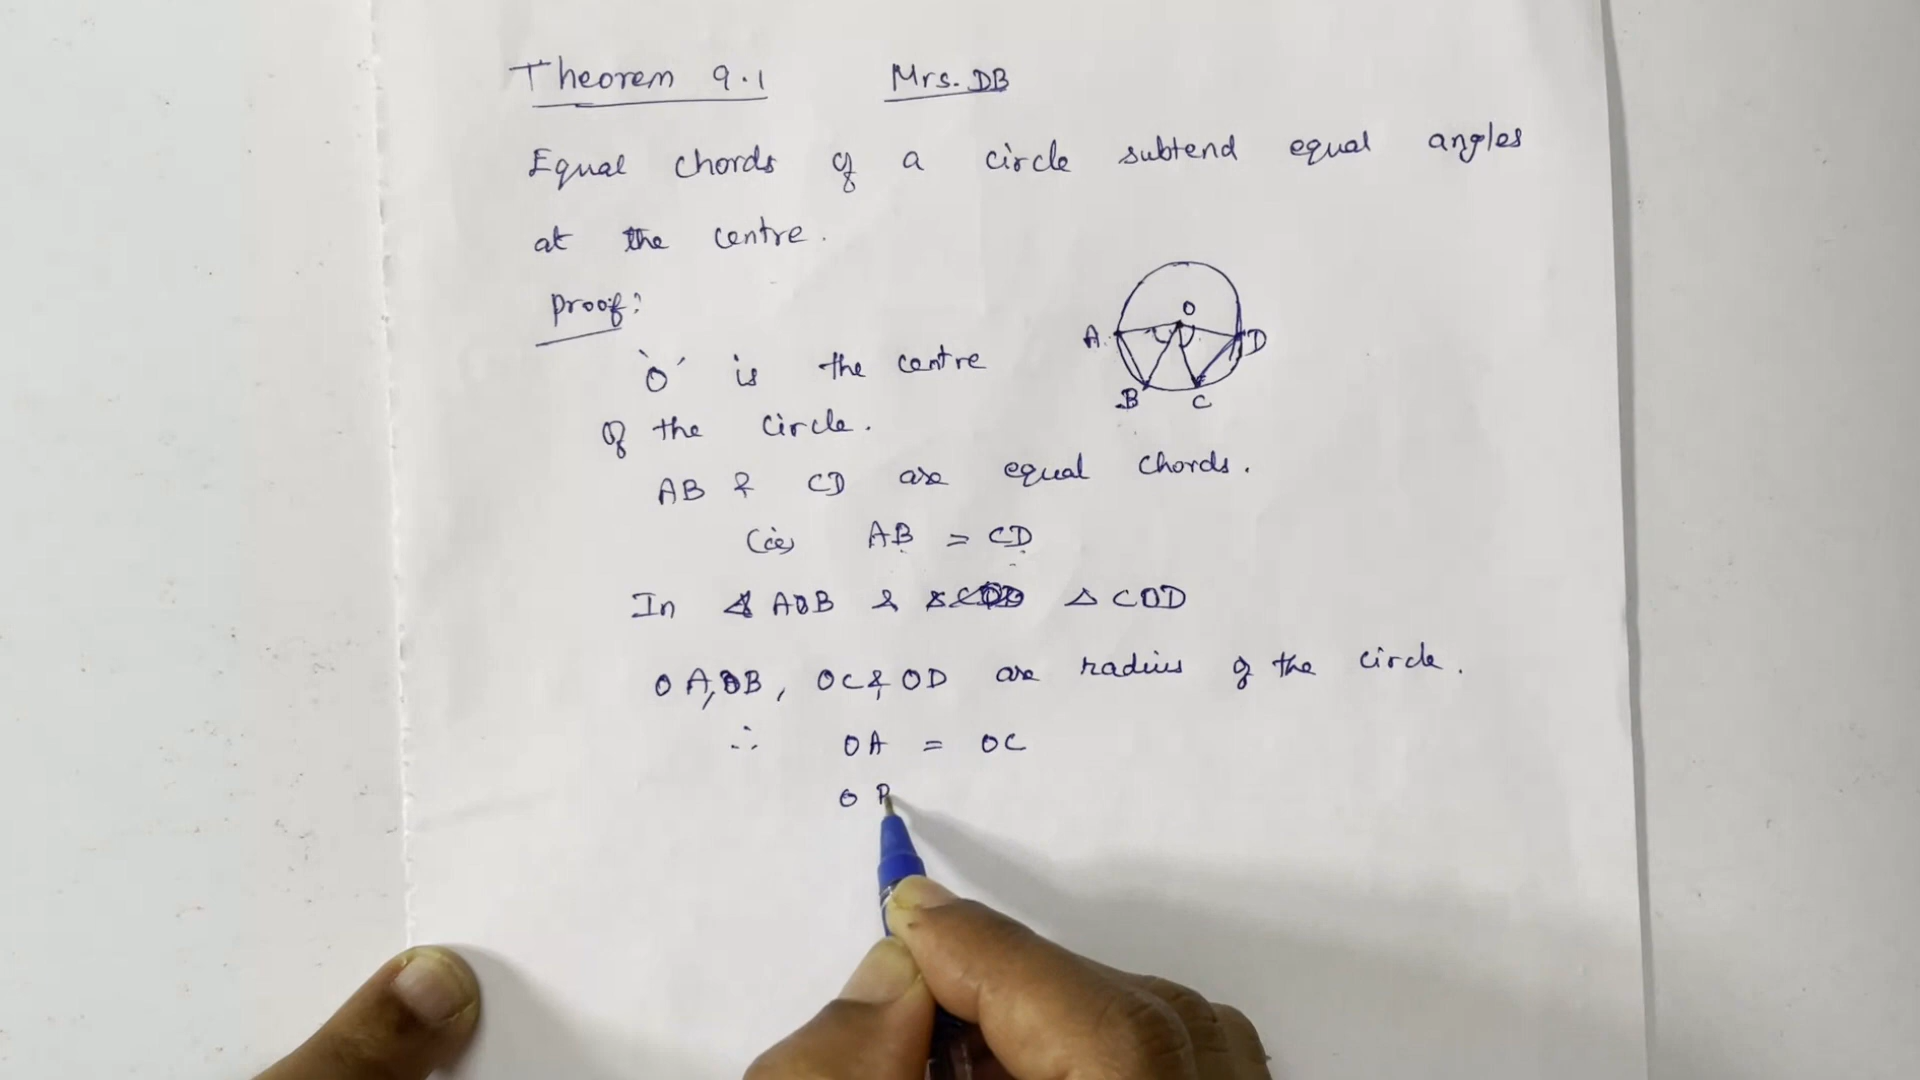 Theorem 9.1 Mrs. DB
Equal chords of a circle subtend equal angles
at the centre.
Proof:
O
A D
B C
'O' is the centre
of the circle.
AB & CD are equal chords.
(ie) AB = CD
In △ AOB & △ COD
OA, OB, OC & OD are radius of the circle.
∴ OA = OC
O